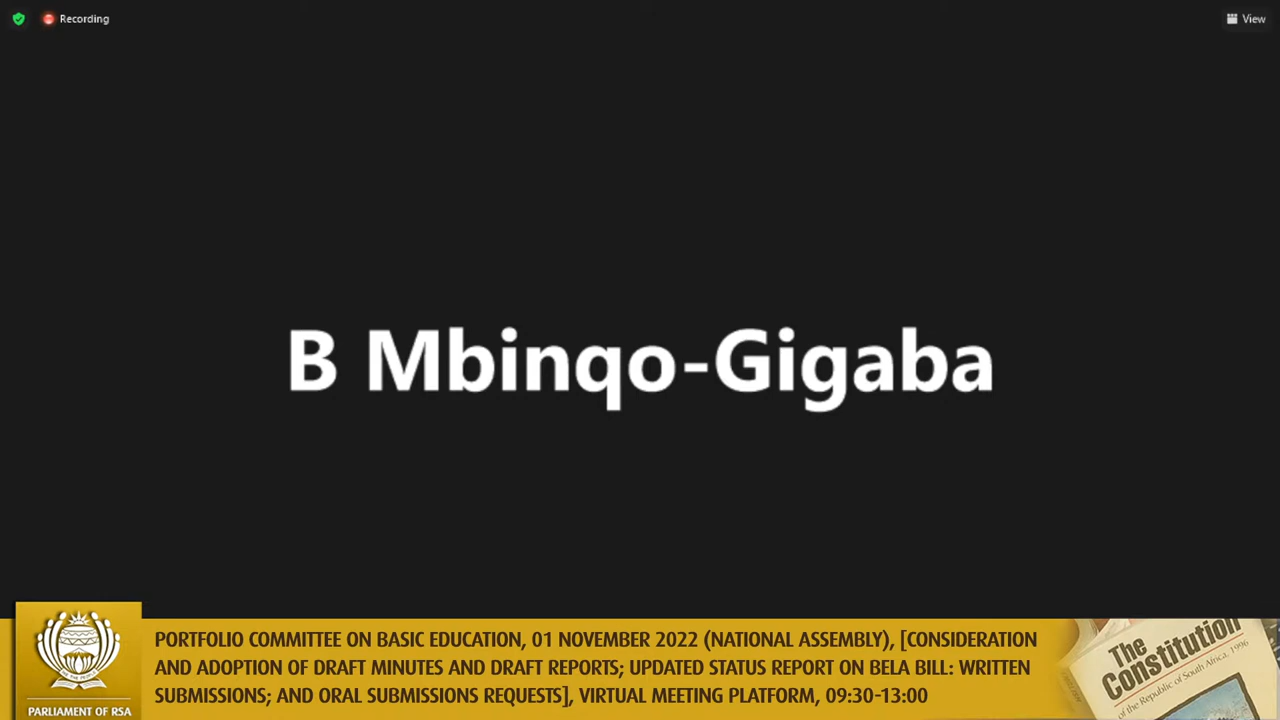 Recording
View
B Mbinqo-Gigaba
PORTFOLIO COMMITTEE ON BASIC EDUCATION, 01 NOVEMBER 2022 (NATIONAL ASSEMBLY), [CONSIDERATION
AND ADOPTION OF DRAFT MINUTES AND DRAFT REPORTS; UPDATED STATUS REPORT ON BELA BILL: WRITTEN
SUBMISSIONS; AND ORAL SUBMISSIONS REQUESTS], VIRTUAL MEETING PLATFORM, 09:30-13:00
PARLIAMENT OF RSA
The
Constitution
of the Republic of South Africa, 1996